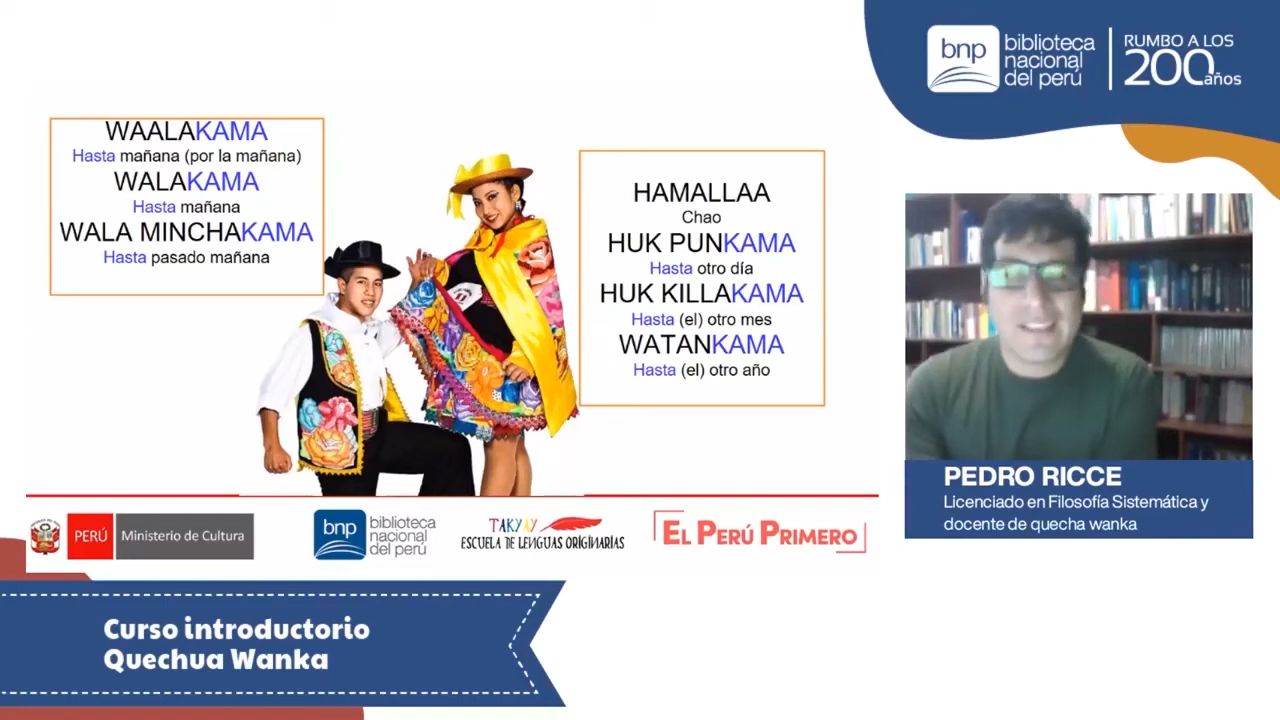 bnp
biblioteca
nacional
del perú
RUMBO A LOS
200 años
WAALAKAMA
Hasta mañana (por la mañana)
WALAKAMA
Hasta mañana
WALA MINCHAKAMA
Hasta pasado mañana
HAMALLAA
Chao
HUK PUNKAMA
Hasta otro día
HUK KILLAKAMA
Hasta (el) otro mes
WATANKAMA
Hasta (el) otro año
PEDRO RICCE
Licenciado en Filosofía Sistemática y
docente de quecha wanka
PERÚ
Ministerio de Cultura
bnp
biblioteca
nacional
del perú
TAKYAY
ESCUELA DE LENGUAS ORIGINARIAS
EL PERÚ PRIMERO
Curso introductorio
Quechua Wanka